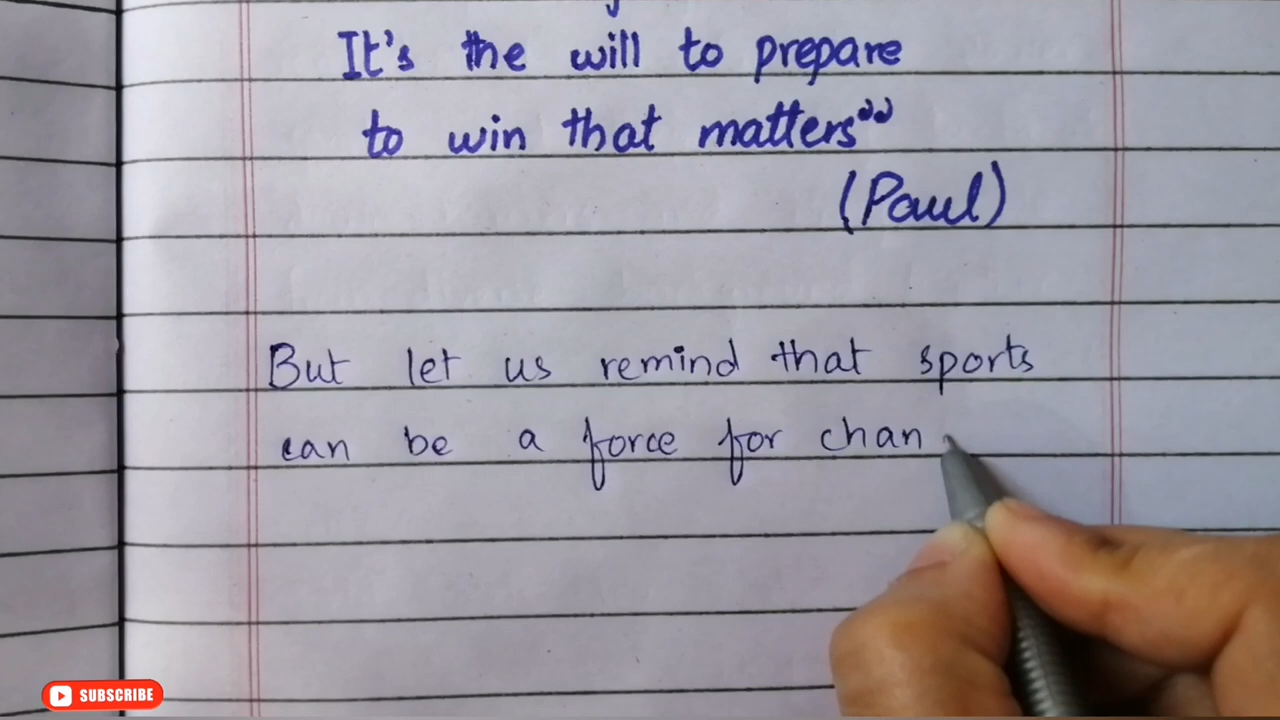 It's the will to prepare
to win that matters"
(Paul)
But let us remind that sports
can be a force for chan
SUBSCRIBE